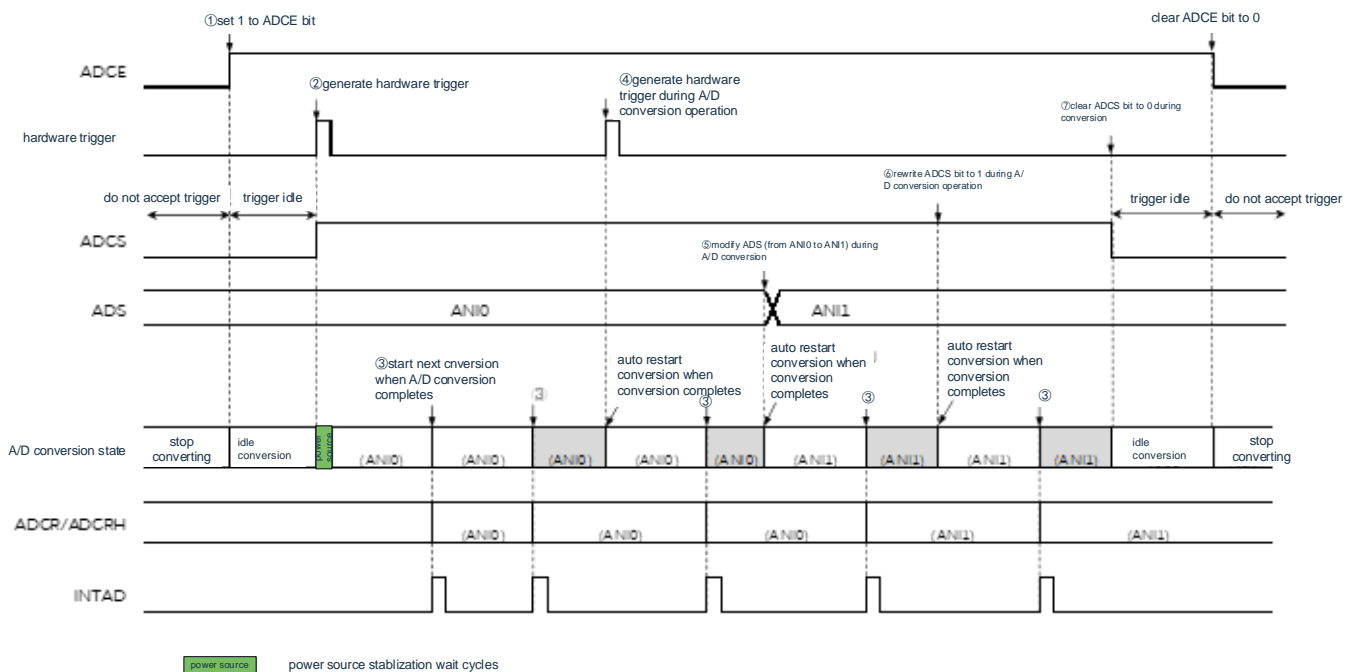 ①set 1 to ADCE bit
clear ADCE bit to 0
ADCE
②generate hardware trigger
④generate hardware
trigger during A/D
conversion operation
⑦clear ADCS bit to 0 during
conversion
hardware trigger
⑥rewrite ADCS bit to 1 during A/
D conversion operation
do not accept trigger
trigger idle
trigger idle
do not accept trigger
ADCS
⑤modify ADS (from ANI0 to ANI1) during
A/D conversion
ADS
ANI0
ANI1
③start next cnversion
when A/D conversion
completes
③
auto restart
conversion when
conversion completes
③
auto restart
conversion when
conversion
completes
③
auto restart
conversion when
conversion
completes
③
A/D conversion state
stop
converting
idle
conversion
power
source
(ANI0)
(ANI0)
(ANI0)
(ANI0)
(ANI0)
(ANI1)
(ANI1)
(ANI1)
(ANI1)
idle
conversion
stop
converting
ADCR/ADCRH
(ANI0)
(ANI0)
(ANI0)
(ANI1)
(ANI1)
INTAD
power source
power source stablization wait cycles